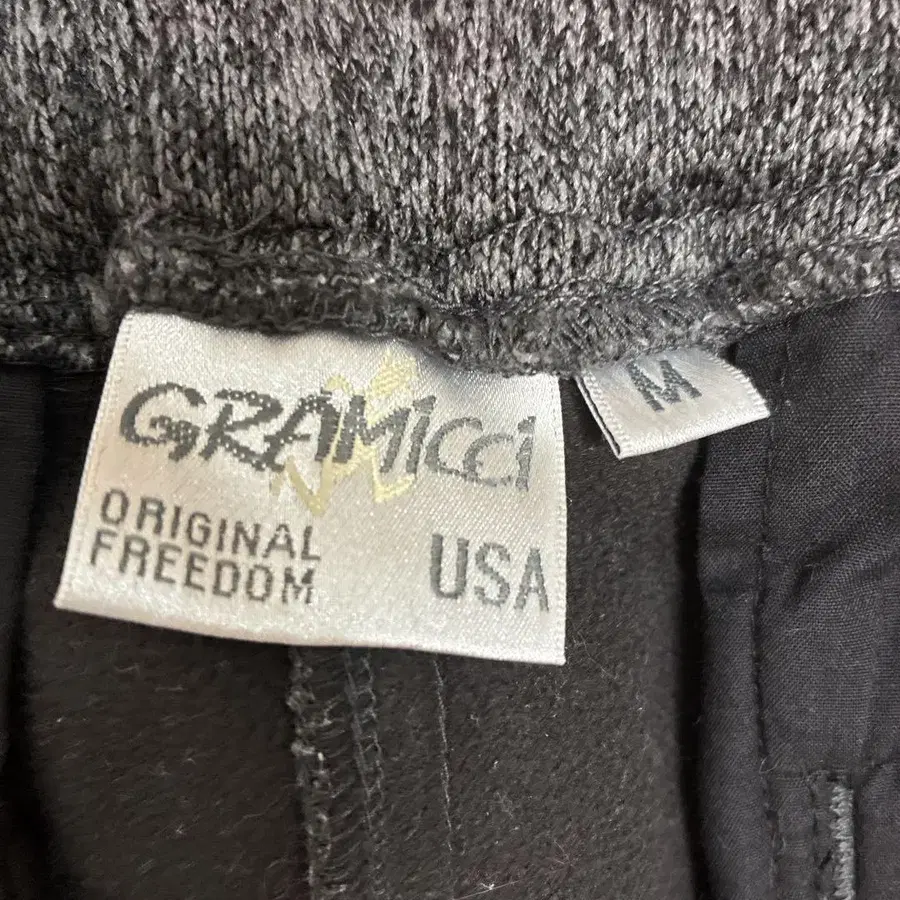 GRAMicci
ORIGINAL
FREEDOM
USA
M